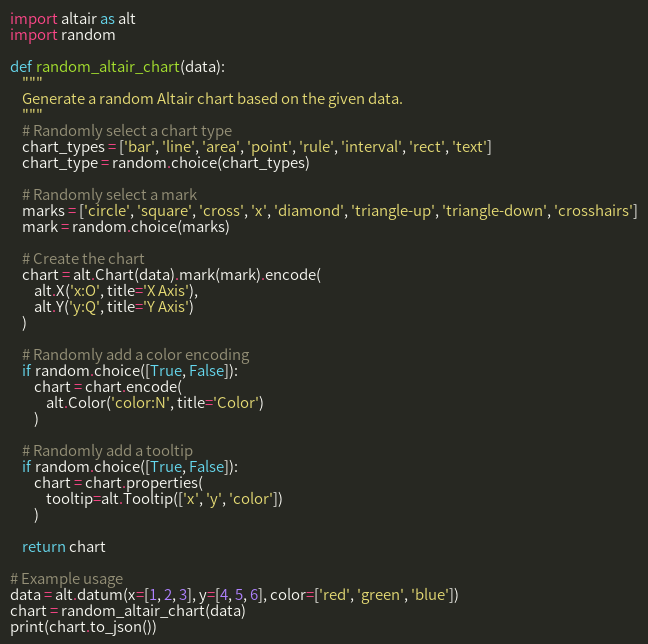 import altair as alt
import random

def random_altair_chart(data):
    """
    Generate a random Altair chart based on the given data.
    """
    # Randomly select a chart type
    chart_types = ['bar', 'line', 'area', 'point', 'rule', 'interval', 'rect', 'text']
    chart_type = random.choice(chart_types)

    # Randomly select a mark
    marks = ['circle', 'square', 'cross', 'x', 'diamond', 'triangle-up', 'triangle-down', 'crosshairs']
    mark = random.choice(marks)

    # Create the chart
    chart = alt.Chart(data).mark(mark).encode(
        alt.X('x:O', title='X Axis'),
        alt.Y('y:Q', title='Y Axis')
    )

    # Randomly add a color encoding
    if random.choice([True, False]):
        chart = chart.encode(
            alt.Color('color:N', title='Color')
        )

    # Randomly add a tooltip
    if random.choice([True, False]):
        chart = chart.properties(
            tooltip=alt.Tooltip(['x', 'y', 'color'])
        )

    return chart

# Example usage
data = alt.datum(x=[1, 2, 3], y=[4, 5, 6], color=['red', 'green', 'blue'])
chart = random_altair_chart(data)
print(chart.to_json())